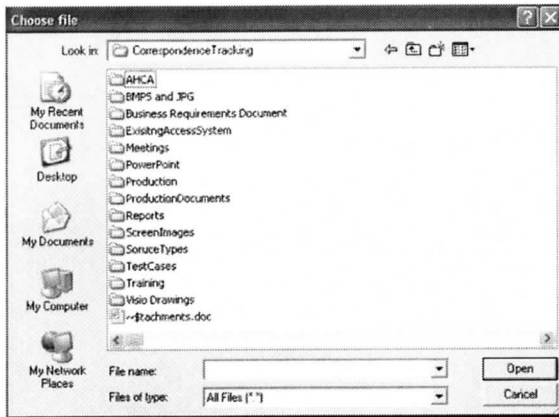 Choose file
Look in: CorrespondenceTracking
My Recent Documents
Desktop
My Documents
My Computer
My Network Places
AHCA
BMPS and JPG
Business Requirements Document
ExisitngAccessSystem
Meetings
PowerPoint
Production
ProductionDocuments
Reports
ScreenImages
SoruceTypes
TestCases
Training
Visio Drawings
~$tachments.doc
File name:
Open
Files of type: All Files (*.*)
Cancel